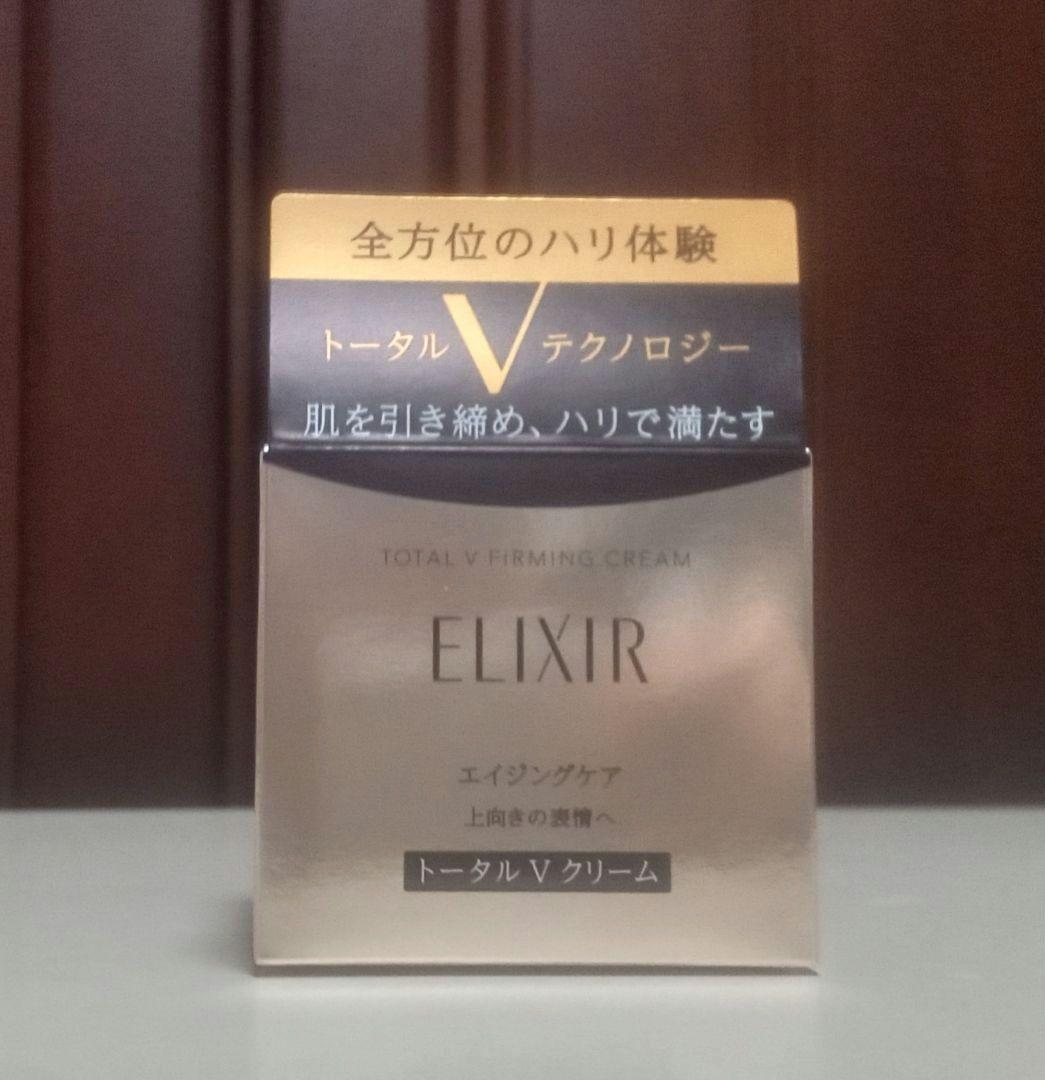 全方位のハリ体験
トータル V テクノロジー
肌を引き締め、ハリで満たす
TOTAL V FIRMING CREAM
ELIXIR
エイジングケア
上向きの表情へ
トータル V クリーム